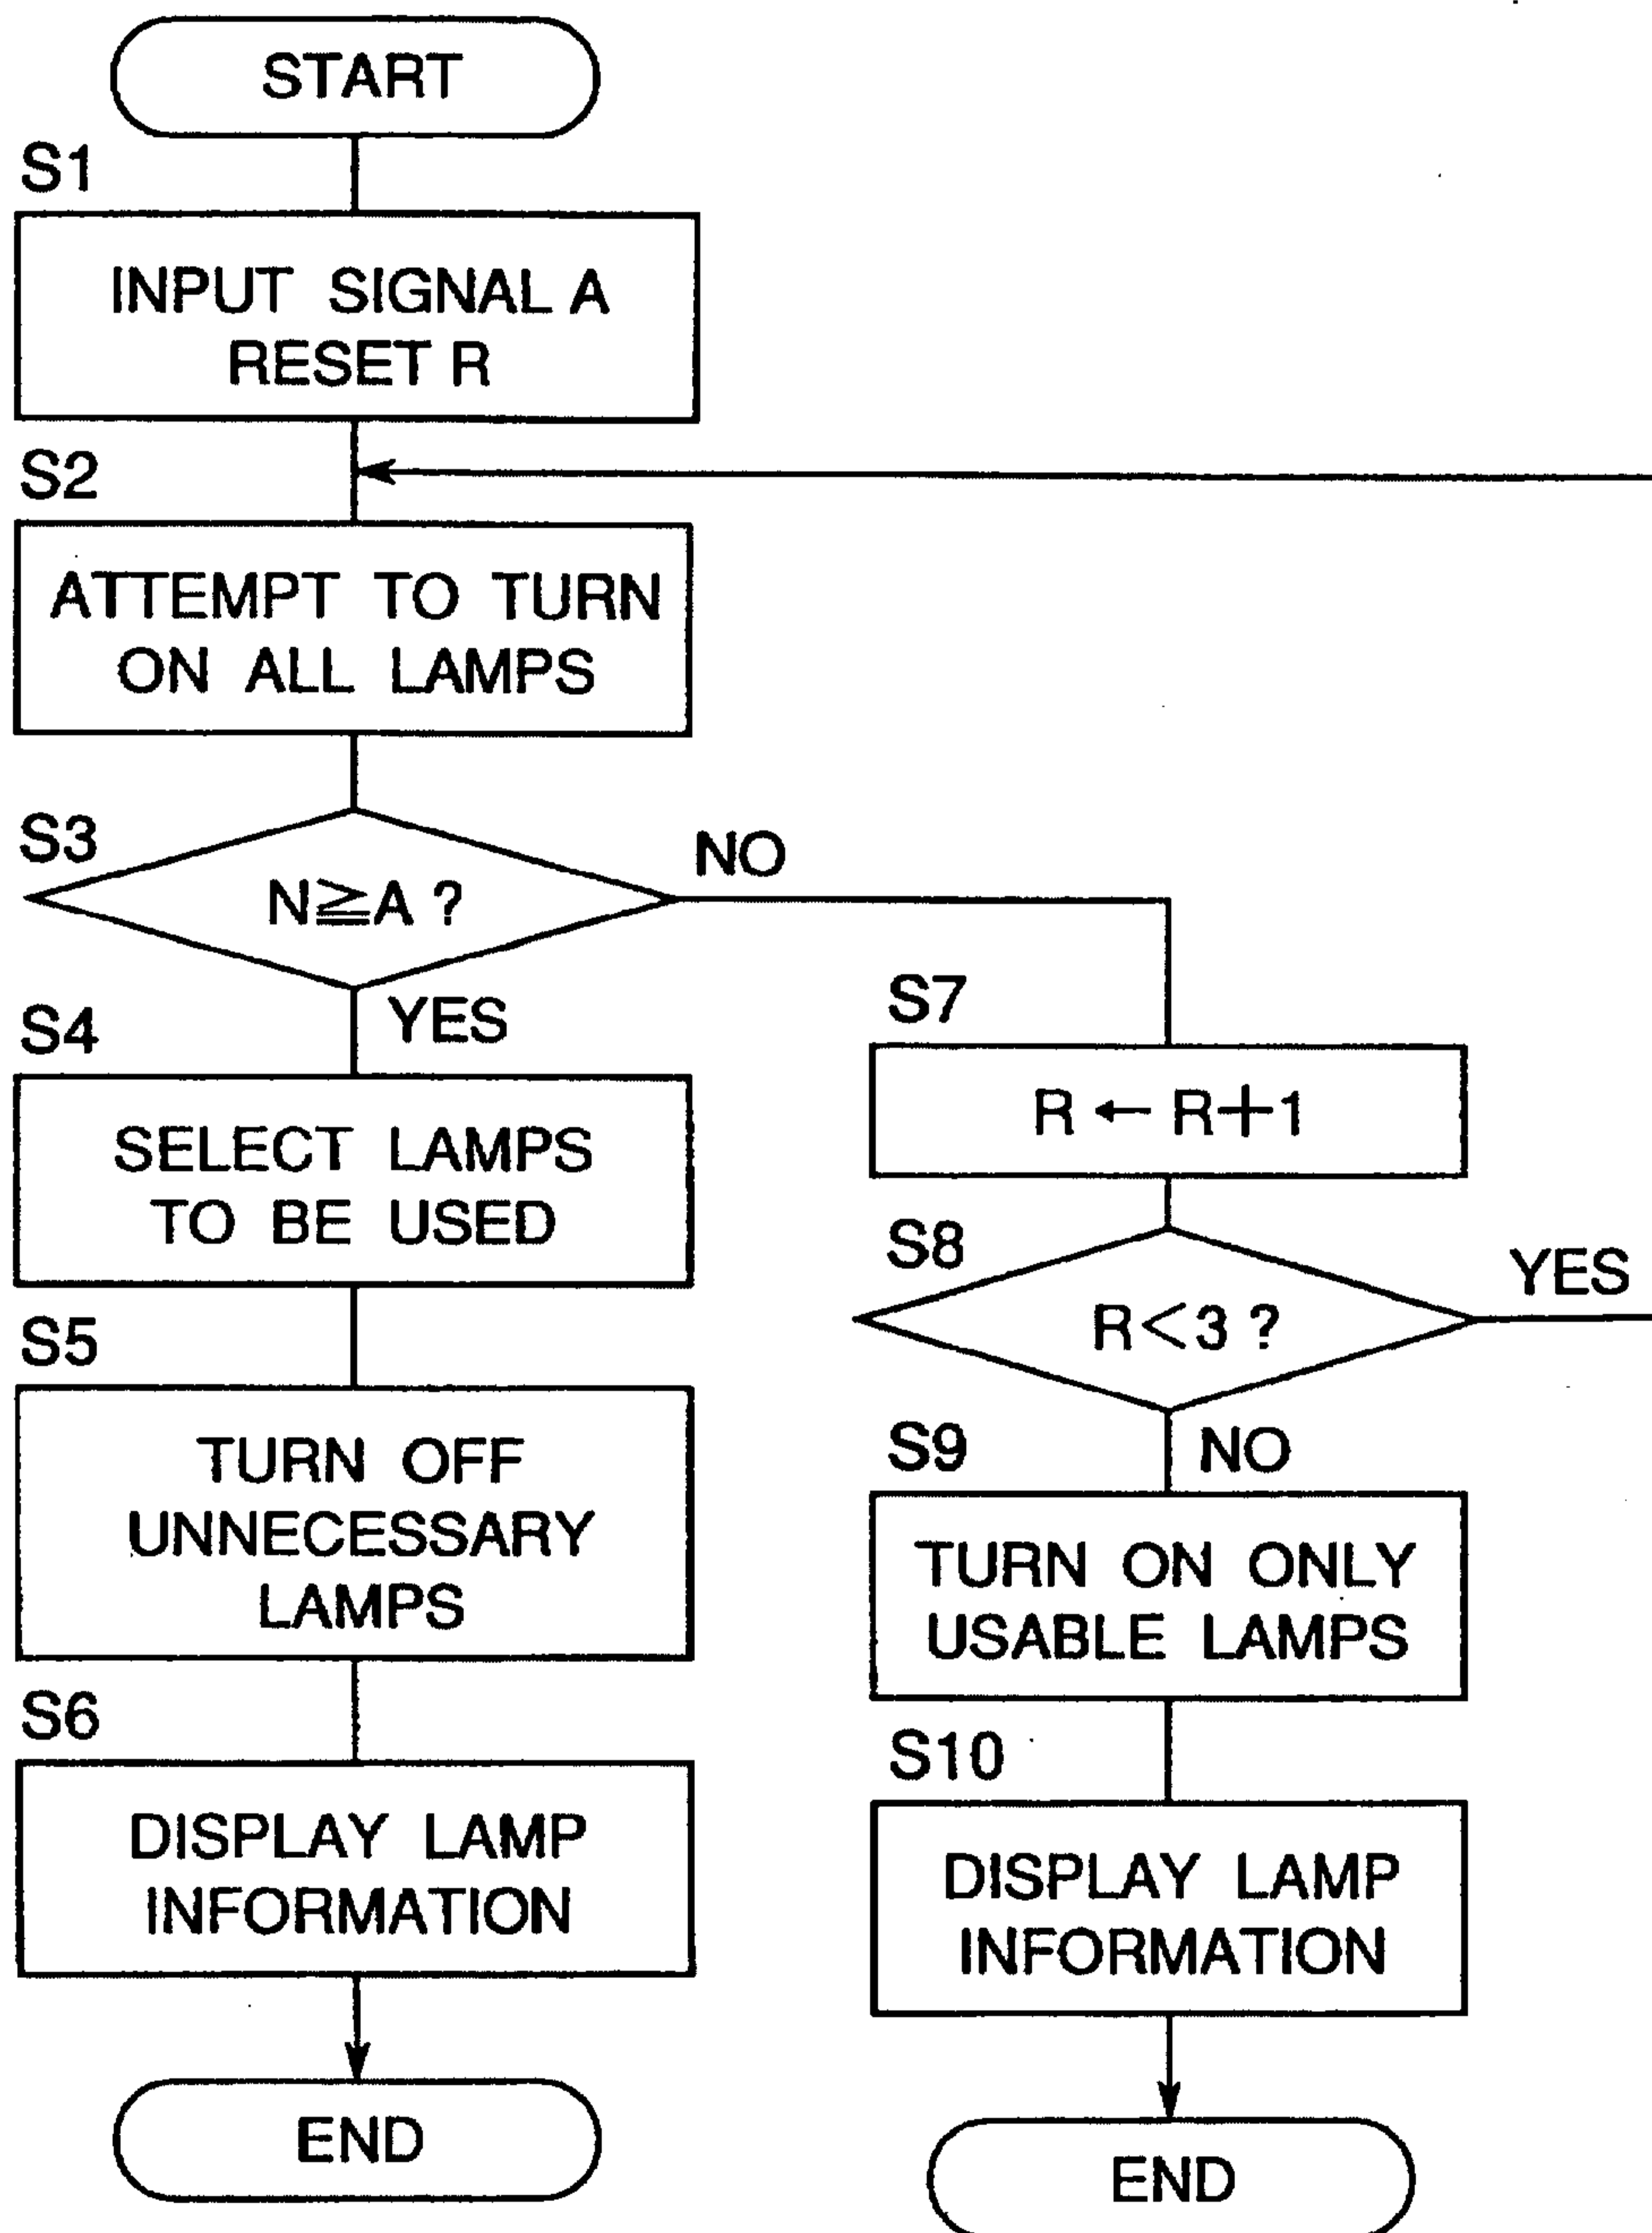 START
S1
INPUT SIGNAL A
RESET R
S2
ATTEMPT TO TURN
ON ALL LAMPS
S3
N≧A ?
NO
YES
S4
SELECT LAMPS
TO BE USED
S5
TURN OFF
UNNECESSARY
LAMPS
S6
DISPLAY LAMP
INFORMATION
END
S7
R ← R+1
S8
R<3 ?
YES
NO
S9
TURN ON ONLY
USABLE LAMPS
S10
DISPLAY LAMP
INFORMATION
END